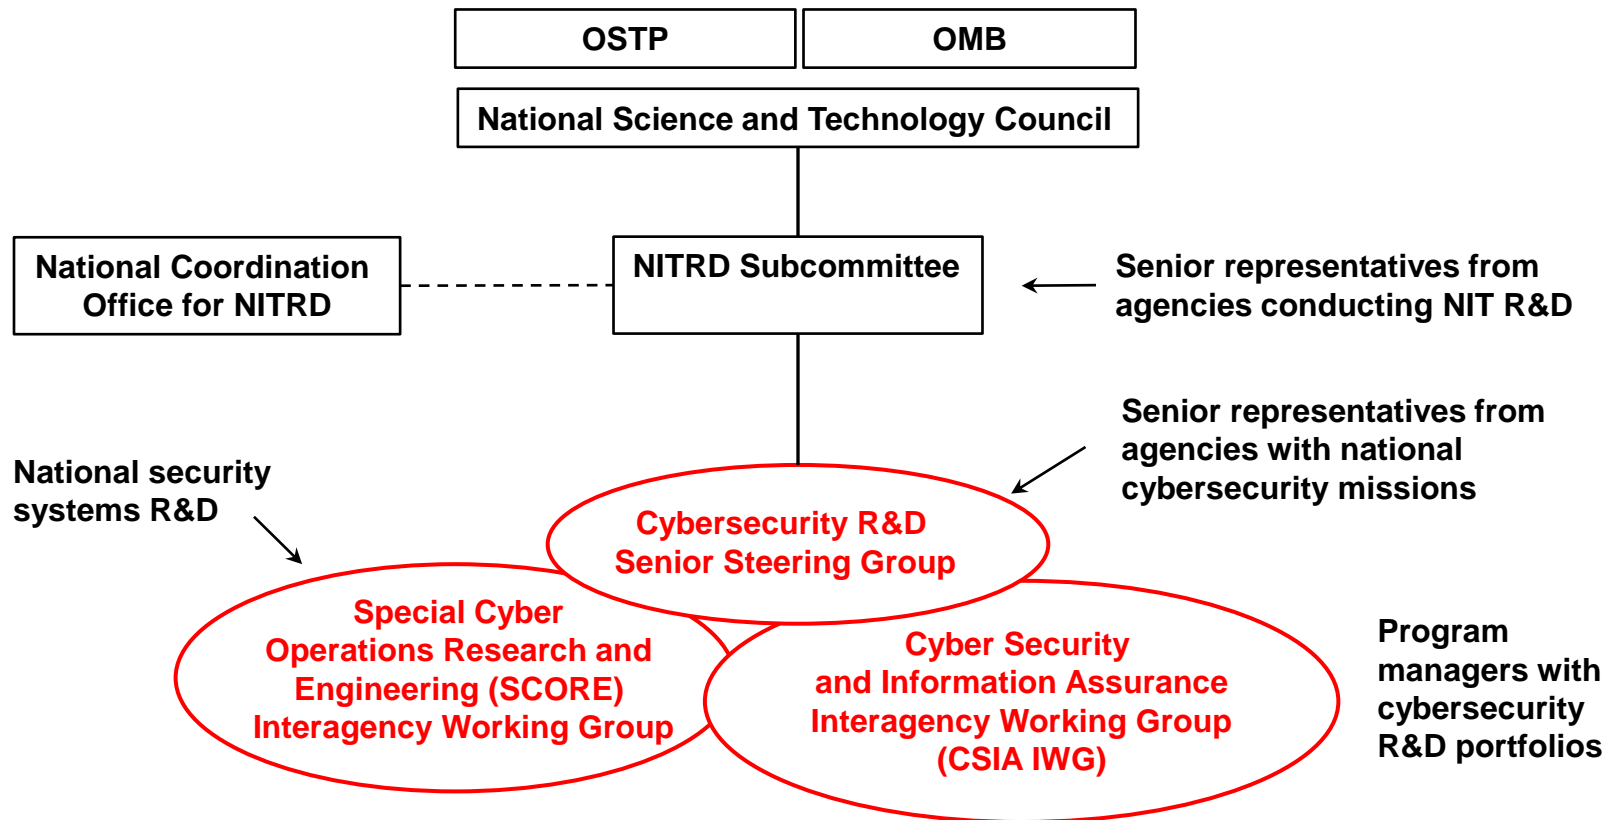 OSTP
OMB
National Science and Technology Council
National Coordination
Office for NITRD
NITRD Subcommittee
Senior representatives from
agencies conducting NIT R&D
Senior representatives from
agencies with national
cybersecurity missions
National security
systems R&D
Cybersecurity R&D
Senior Steering Group
Special Cyber
Operations Research and
Engineering (SCORE)
Interagency Working Group
Cyber Security
and Information Assurance
Interagency Working Group
(CSIA IWG)
Program
managers with
cybersecurity
R&D portfolios